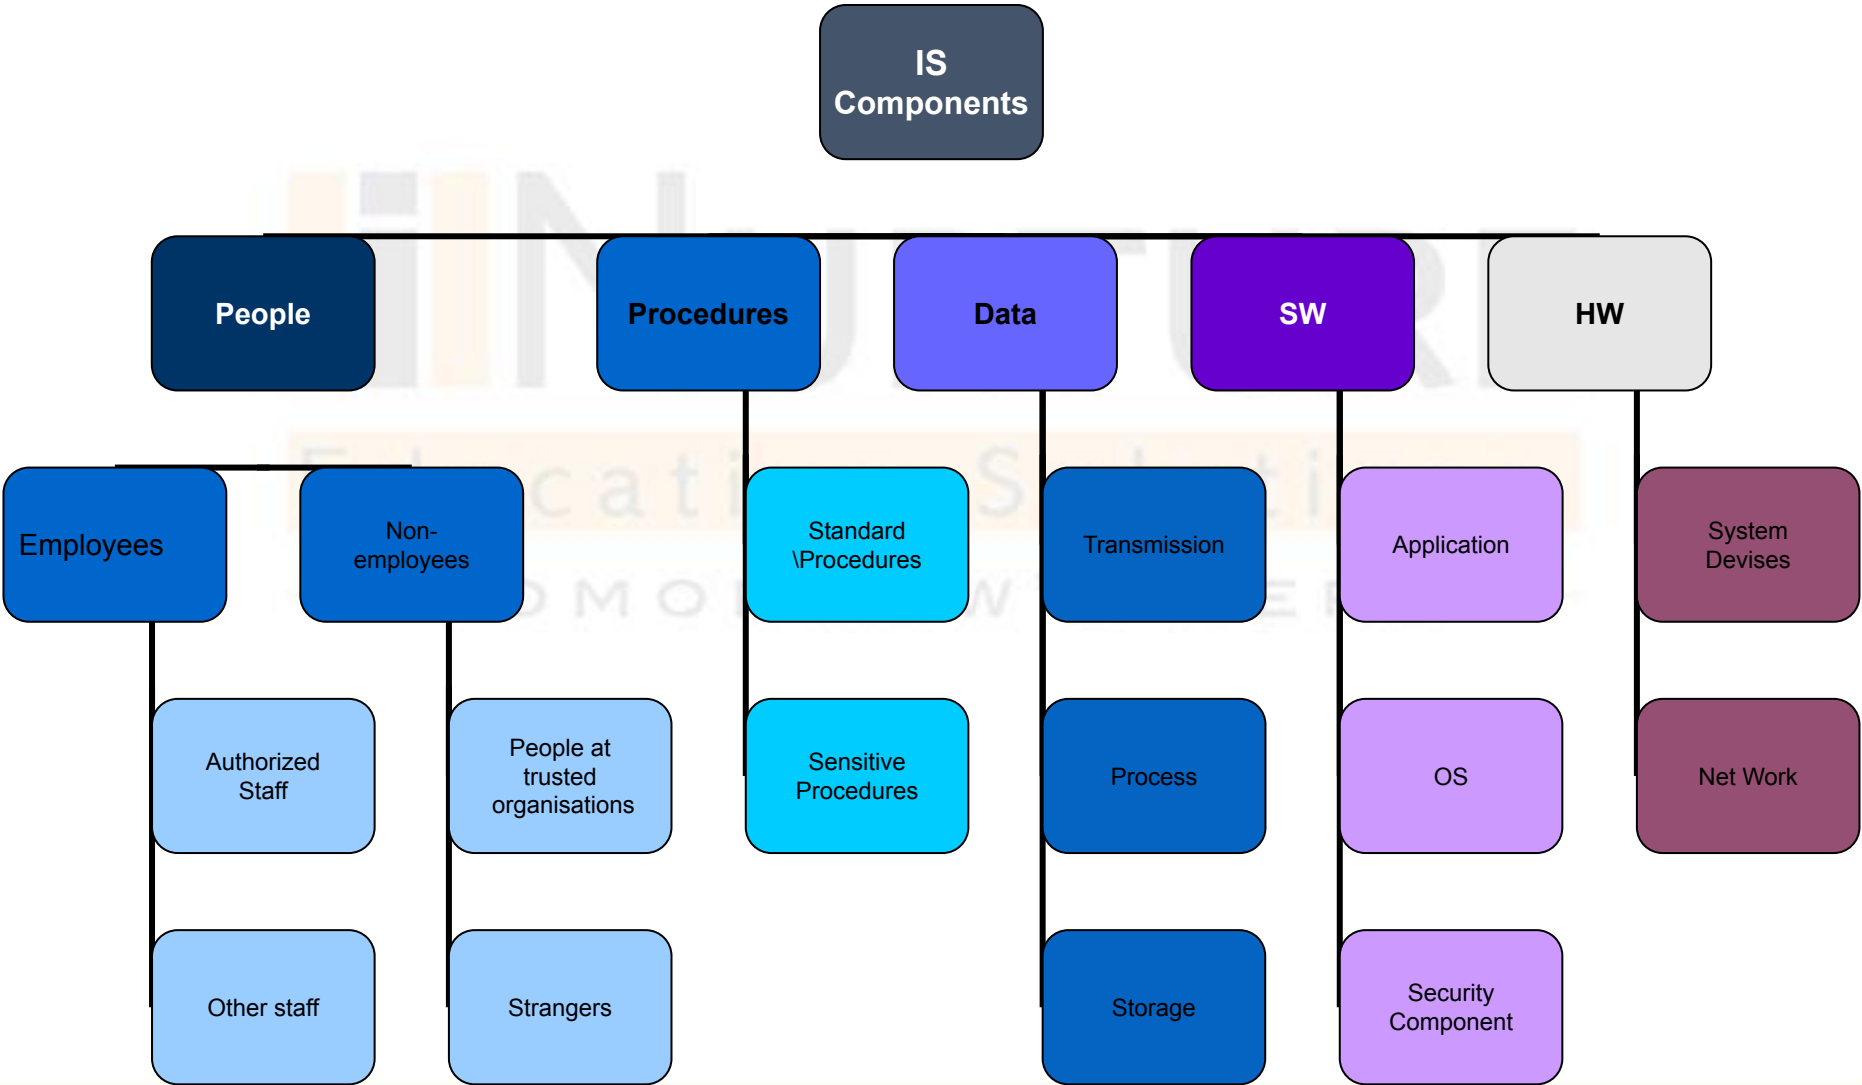 IS
Components
People
Procedures
Data
SW
HW
Employees
Non-
employees
Standard
\Procedures
Transmission
Application
System
Devises
Authorized
Staff
People at
trusted
organisations
Sensitive
Procedures
Process
OS
Net Work
Other staff
Strangers
Storage
Security
Component